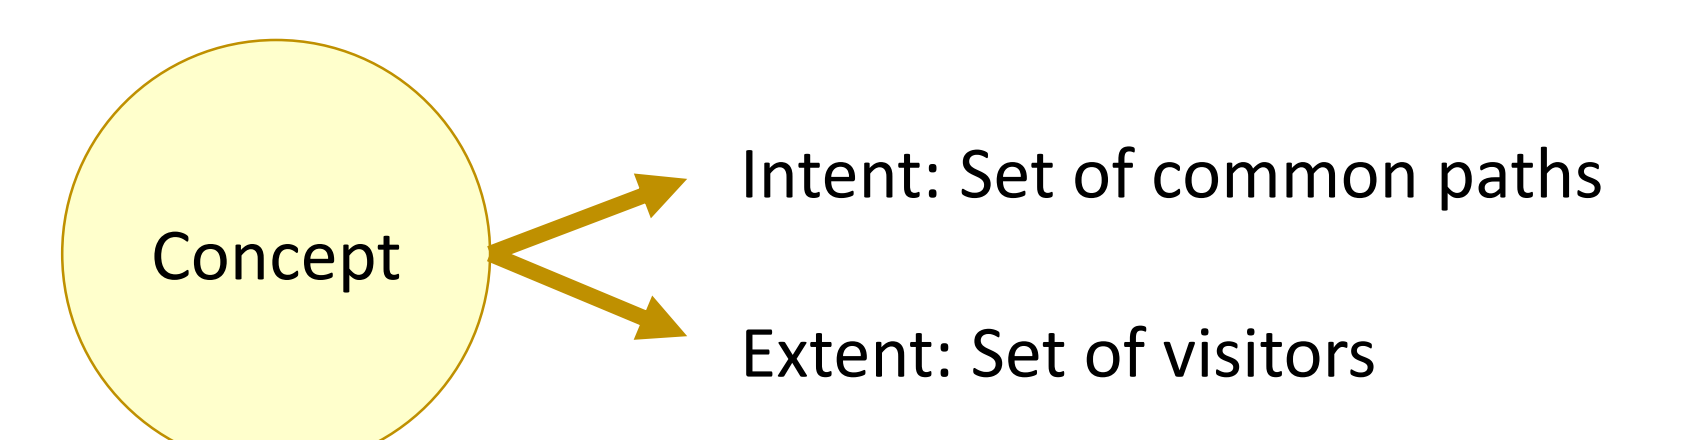 Intent: Set of common paths
Concept
Extent: Set of visitors